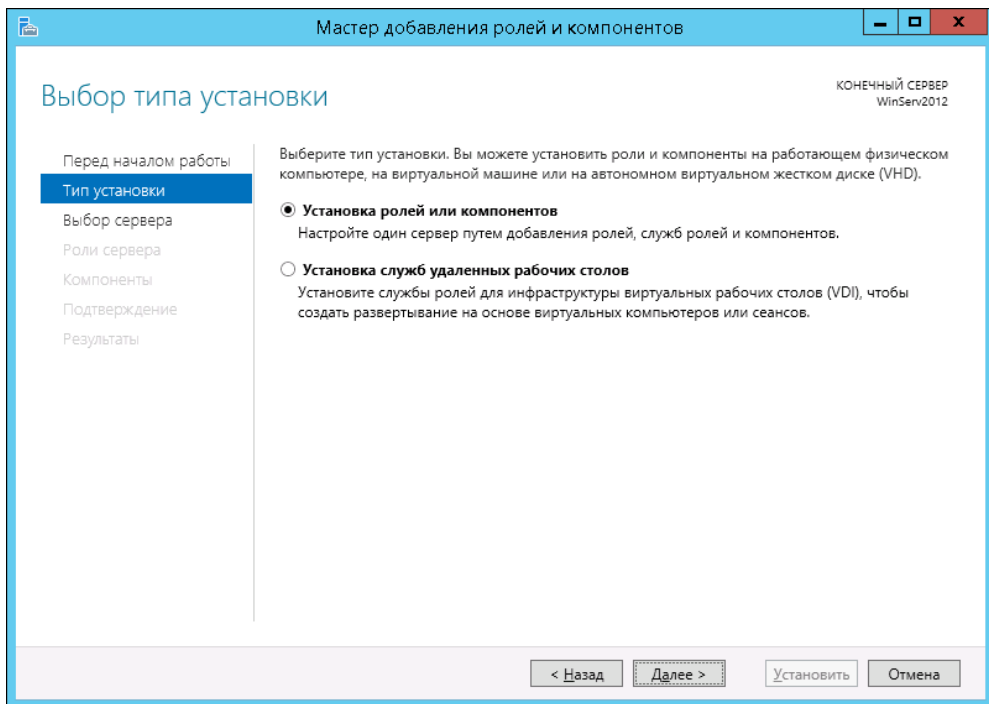 Мастер добавления ролей и компонентов
Выбор типа установки
КОНЕЧНЫЙ СЕРВЕР
WinServ2012
Перед началом работы
Тип установки
Выбор сервера
Роли сервера
Компоненты
Подтверждение
Результаты
Выберите тип установки. Вы можете установить роли и компоненты на работающем физическом
компьютере, на виртуальной машине или на автономном виртуальном жестком диске (VHD).
Установка ролей или компонентов
Настройте один сервер путем добавления ролей, служб ролей и компонентов.
Установка служб удаленных рабочих столов
Установите службы ролей для инфраструктуры виртуальных рабочих столов (VDI), чтобы
создать развертывание на основе виртуальных компьютеров или сеансов.
< Назад
Далее >
Установить
Отмена